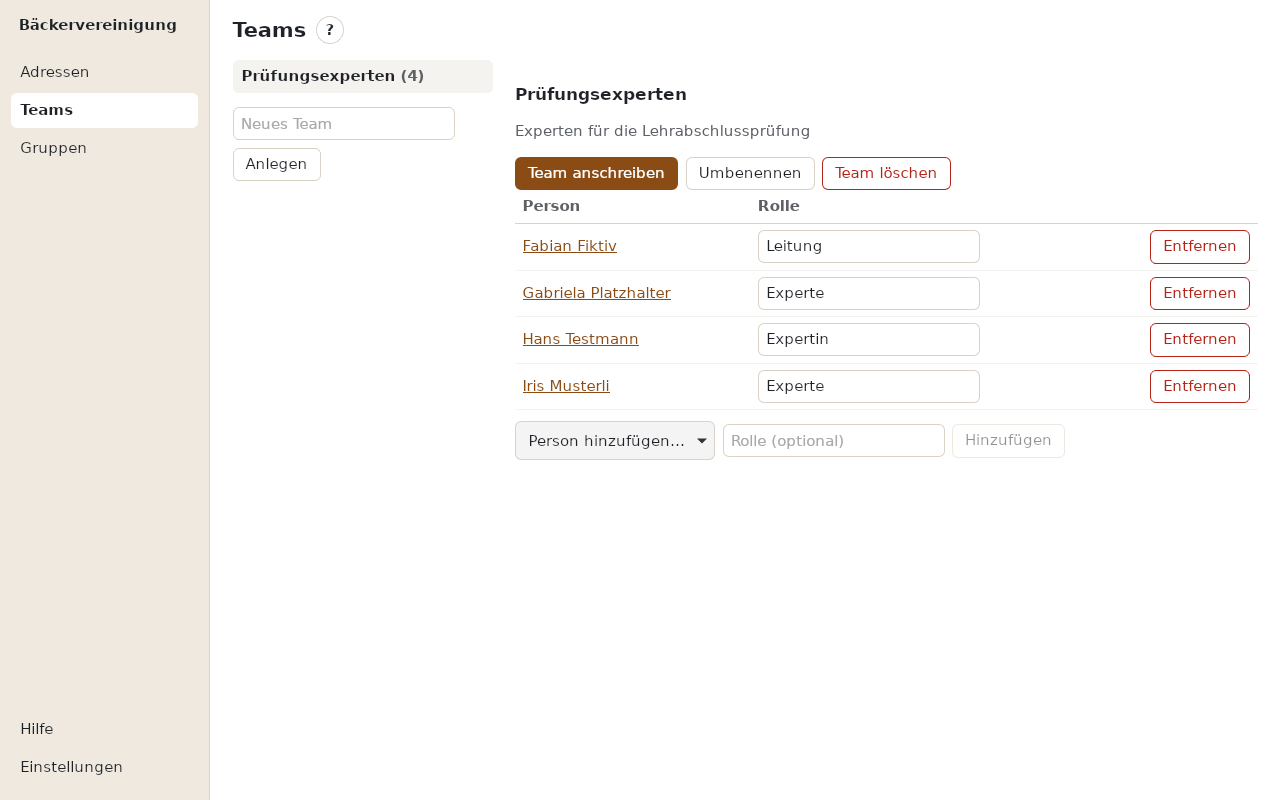 Bäckervereinigung
Adressen
Teams
Gruppen
Hilfe
Einstellungen
Teams ?
Prüfungsexperten (4)
Neues Team
Anlegen
Prüfungsexperten
Experten für die Lehrabschlussprüfung
Team anschreiben Umbenennen Team löschen
Person Rolle
Fabian Fiktiv Leitung Entfernen
Gabriela Platzhalter Experte Entfernen
Hans Testmann Expertin Entfernen
Iris Musterli Experte Entfernen
Person hinzufügen... Rolle (optional) Hinzufügen